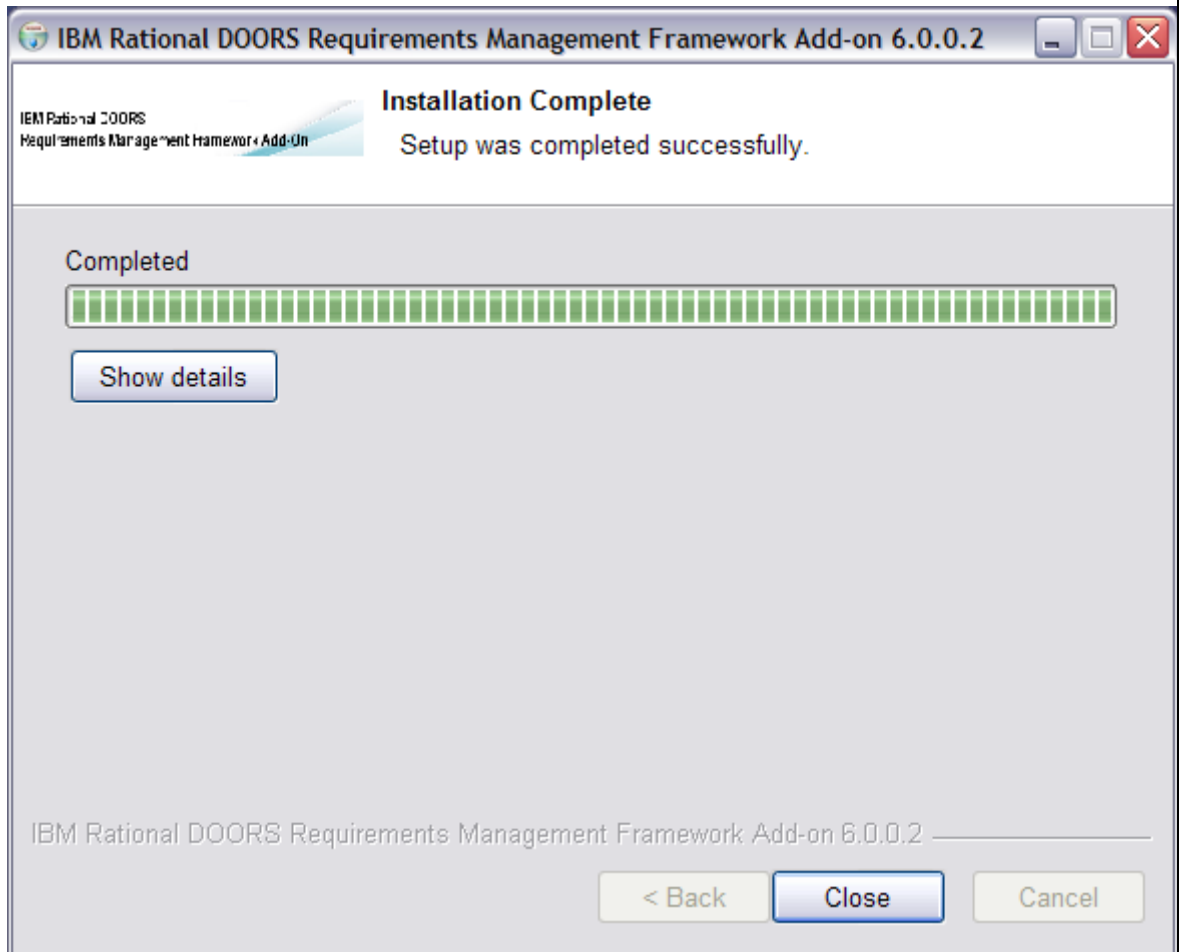 IBM Rational DOORS Requirements Management Framework Add-on 6.0.0.2
IBM Rational DOORS
Requirements Management Framework Add-On
Installation Complete
Setup was completed successfully.
Completed
Show details
IBM Rational DOORS Requirements Management Framework Add-on 6.0.0.2
< Back
Close
Cancel